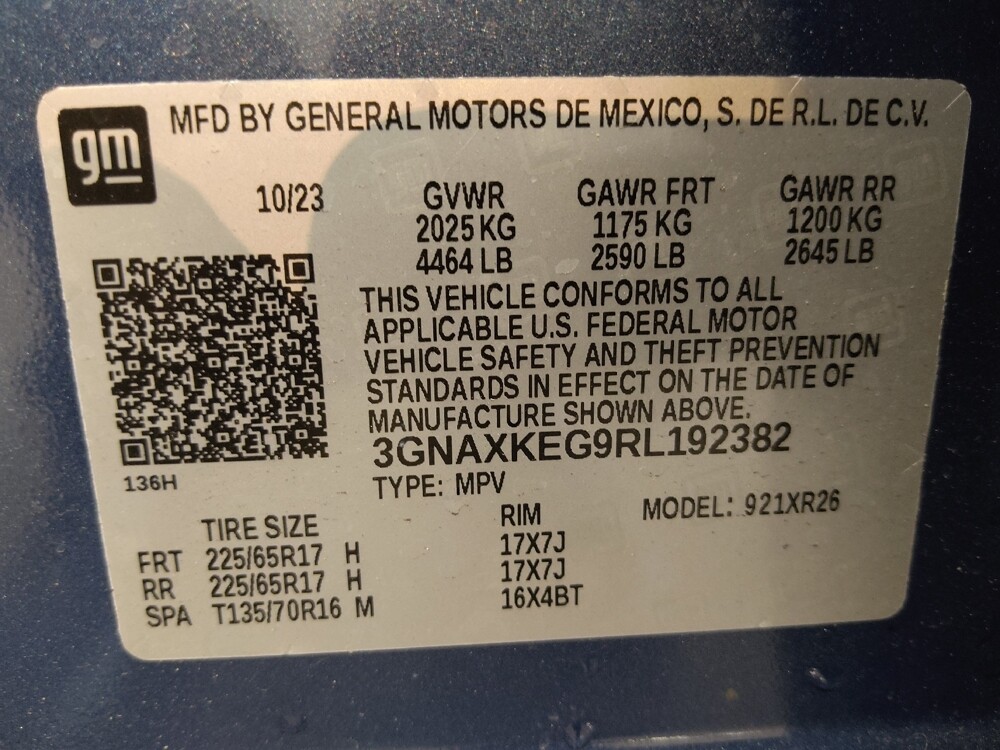 gm
MFD BY GENERAL MOTORS DE MEXICO, S. DE R.L. DE C.V.
10/23 GVWR GAWR FRT GAWR RR
2025 KG 1175 KG 1200 KG
4464 LB 2590 LB 2645 LB
THIS VEHICLE CONFORMS TO ALL
APPLICABLE U.S. FEDERAL MOTOR
VEHICLE SAFETY AND THEFT PREVENTION
STANDARDS IN EFFECT ON THE DATE OF
MANUFACTURE SHOWN ABOVE.
3GNAXKEG9RL192382
136H
TYPE: MPV
MODEL: 921XR26
TIRE SIZE RIM
FRT 225/65R17 H 17X7J
RR 225/65R17 H 17X7J
SPA T135/70R16 M 16X4BT